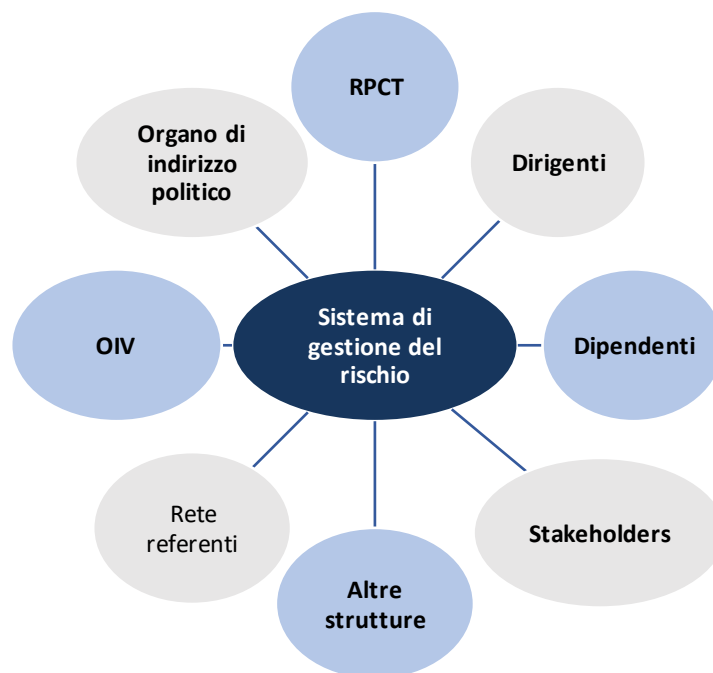 RPCT
Organo di
indirizzo
politico
Dirigenti
OIV
Sistema di
gestione del
rischio
Dipendenti
Rete
referenti
Stakeholders
Altre
strutture